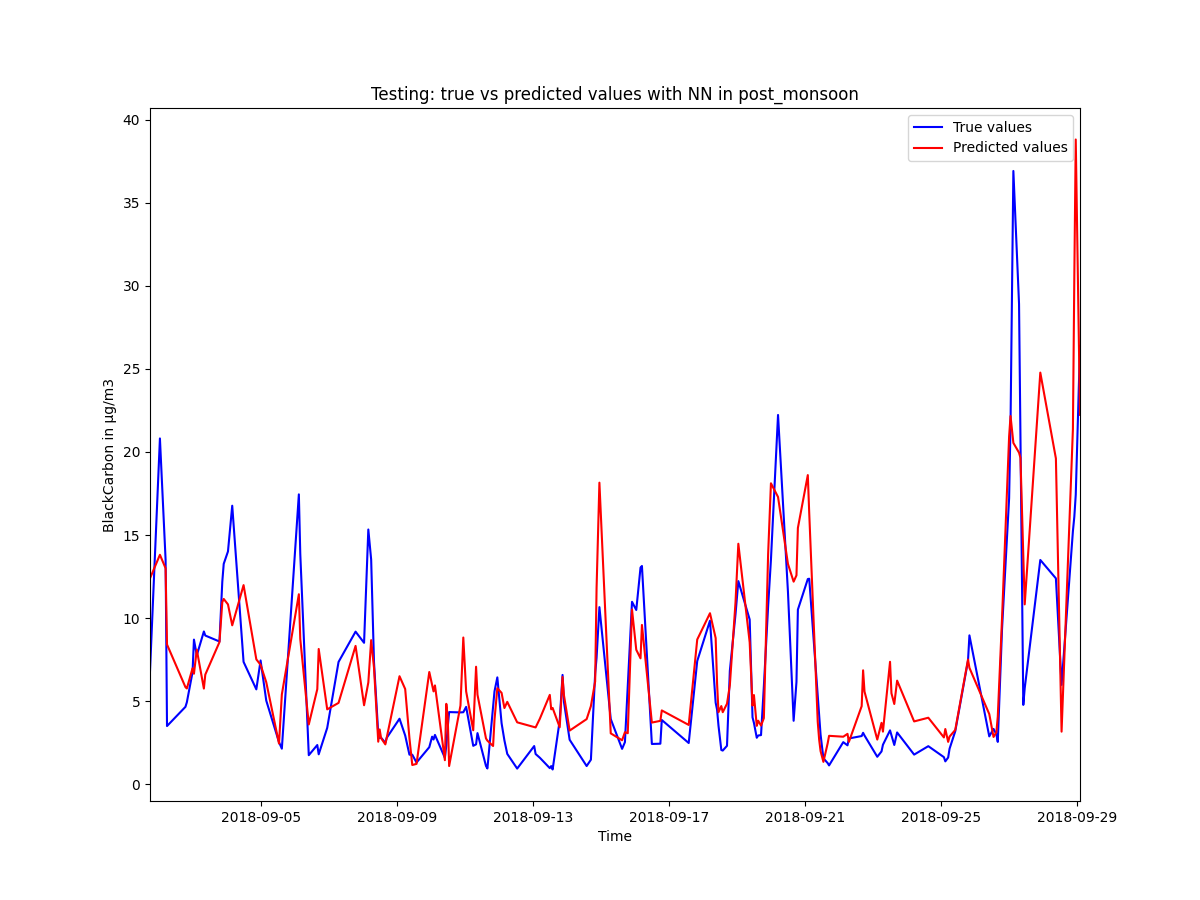 Testing: true vs predicted values with NN in post_monsoon
True values
Predicted values
40
35
30
25
20
15
10
5
0
BlackCarbon in µg/m3
2018-09-05 2018-09-09 2018-09-13 2018-09-17 2018-09-21 2018-09-25 2018-09-29
Time